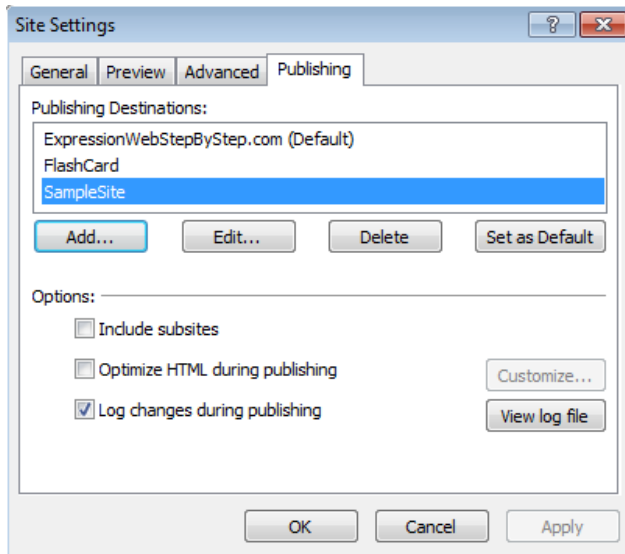 Site Settings
General Preview Advanced Publishing
Publishing Destinations:
ExpressionWebStepByStep.com (Default)
FlashCard
SampleSite
Add... Edit... Delete Set as Default
Options:
Include subsites
Optimize HTML during publishing
Customize...
Log changes during publishing
View log file
OK Cancel Apply